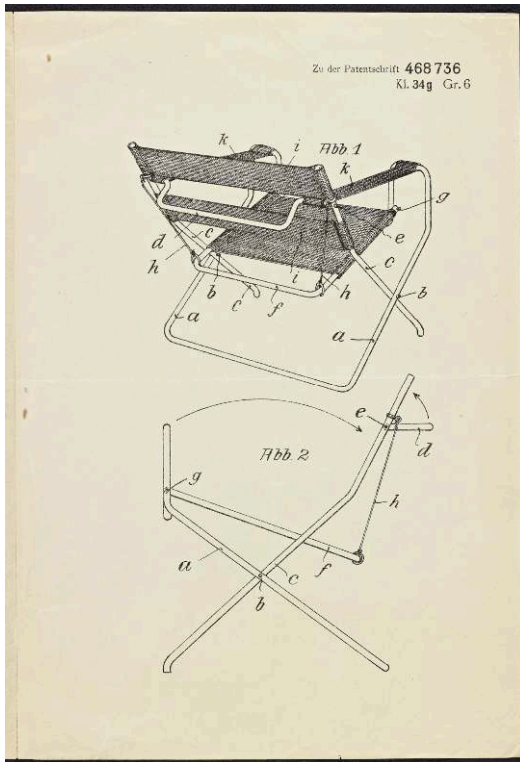 Zu der Patentschrift 468736
Kl. 34g Gr. 6
Abb. 1
k
i
k
g
d
c
e
c
h
b
i
h
b
c
f
a
a
Abb. 2
e
d
g
h
a
f
c
b